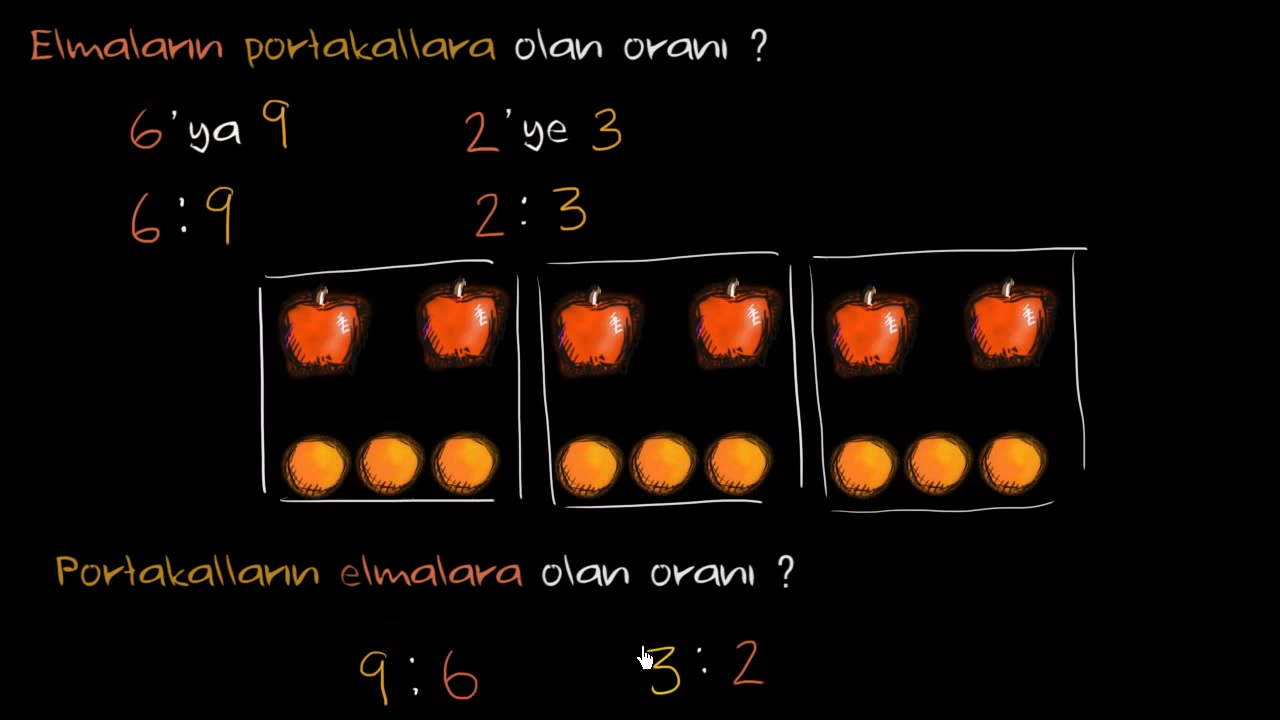 Elmaların portakallara olan oranı ?
6'ya 9 2'ye 3
6 : 9 2 : 3
Portakalların elmalara olan oranı ?
9 : 6 3 : 2